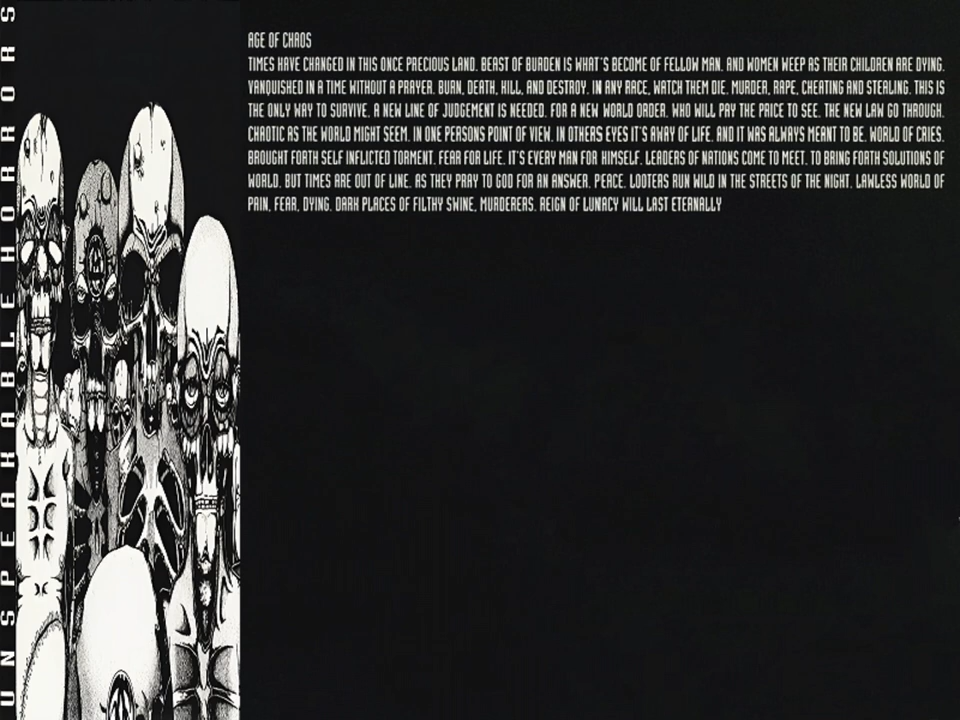 UNSPEAKABLE HORRORS
AGE OF CHAOS
TIMES HAVE CHANGED IN THIS ONCE PRECIOUS LAND. BEAST OF BURDEN IS WHAT'S BECOME OF FELLOW MAN. AND WOMEN WEEP AS THEIR CHILDREN ARE DYING.
VANQUISHED IN A TIME WITHOUT A PRAYER. BURN, DEATH, KILL, AND DESTROY. IN ANY RACE, WATCH THEM DIE. MURDER, RAPE, CHEATING AND STEALING. THIS IS
THE ONLY WAY TO SURVIVE. A NEW LINE OF JUDGEMENT IS NEEDED. FOR A NEW WORLD ORDER. WHO WILL PAY THE PRICE TO SEE. THE NEW LAW GO THROUGH.
CHAOTIC AS THE WORLD MIGHT SEEM. IN ONE PERSONS POINT OF VIEW. IN OTHERS EYES IT'S AWAY OF LIFE. AND IT WAS ALWAYS MEANT TO BE. WORLD OF CRIES.
BROUGHT FORTH SELF INFLICTED TORMENT. FEAR FOR LIFE. IT'S EVERY MAN FOR HIMSELF. LEADERS OF NATIONS COME TO MEET. TO BRING FORTH SOLUTIONS OF
WORLD. BUT TIMES ARE OUT OF LINE. AS THEY PRAY TO GOD FOR AN ANSWER. PEACE. LOOTERS RUN WILD IN THE STREETS OF THE NIGHT. LAWLESS WORLD OF
PAIN, FEAR, DYING. DARK PLACES OF FILTHY SWINE, MURDERERS. REIGN OF LUNACY WILL LAST ETERNALLY